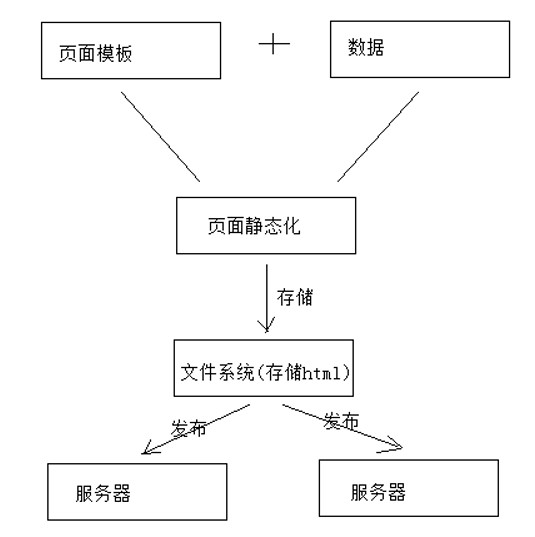 页面模板
+
数据
页面静态化
存储
文件系统(存储html)
发布
发布
服务器
服务器